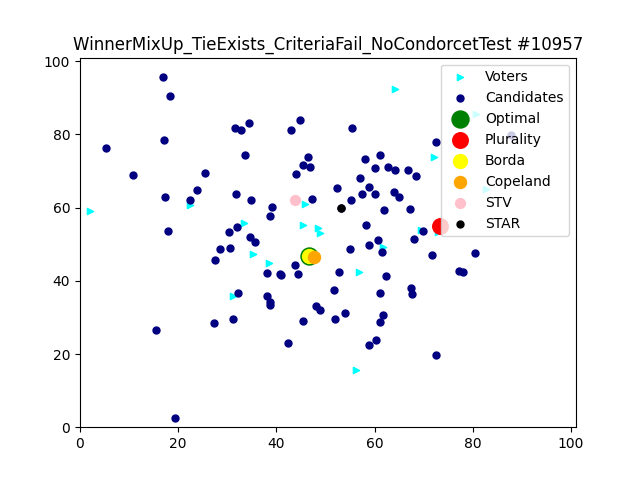 WinnerMixUp_TieExists_CriteriaFail_NoCondorcetTest #10957
100
80
60
40
20
0
0
20
40
60
80
100
Voters
Candidates
Optimal
Plurality
Borda
Copeland
STV
STAR